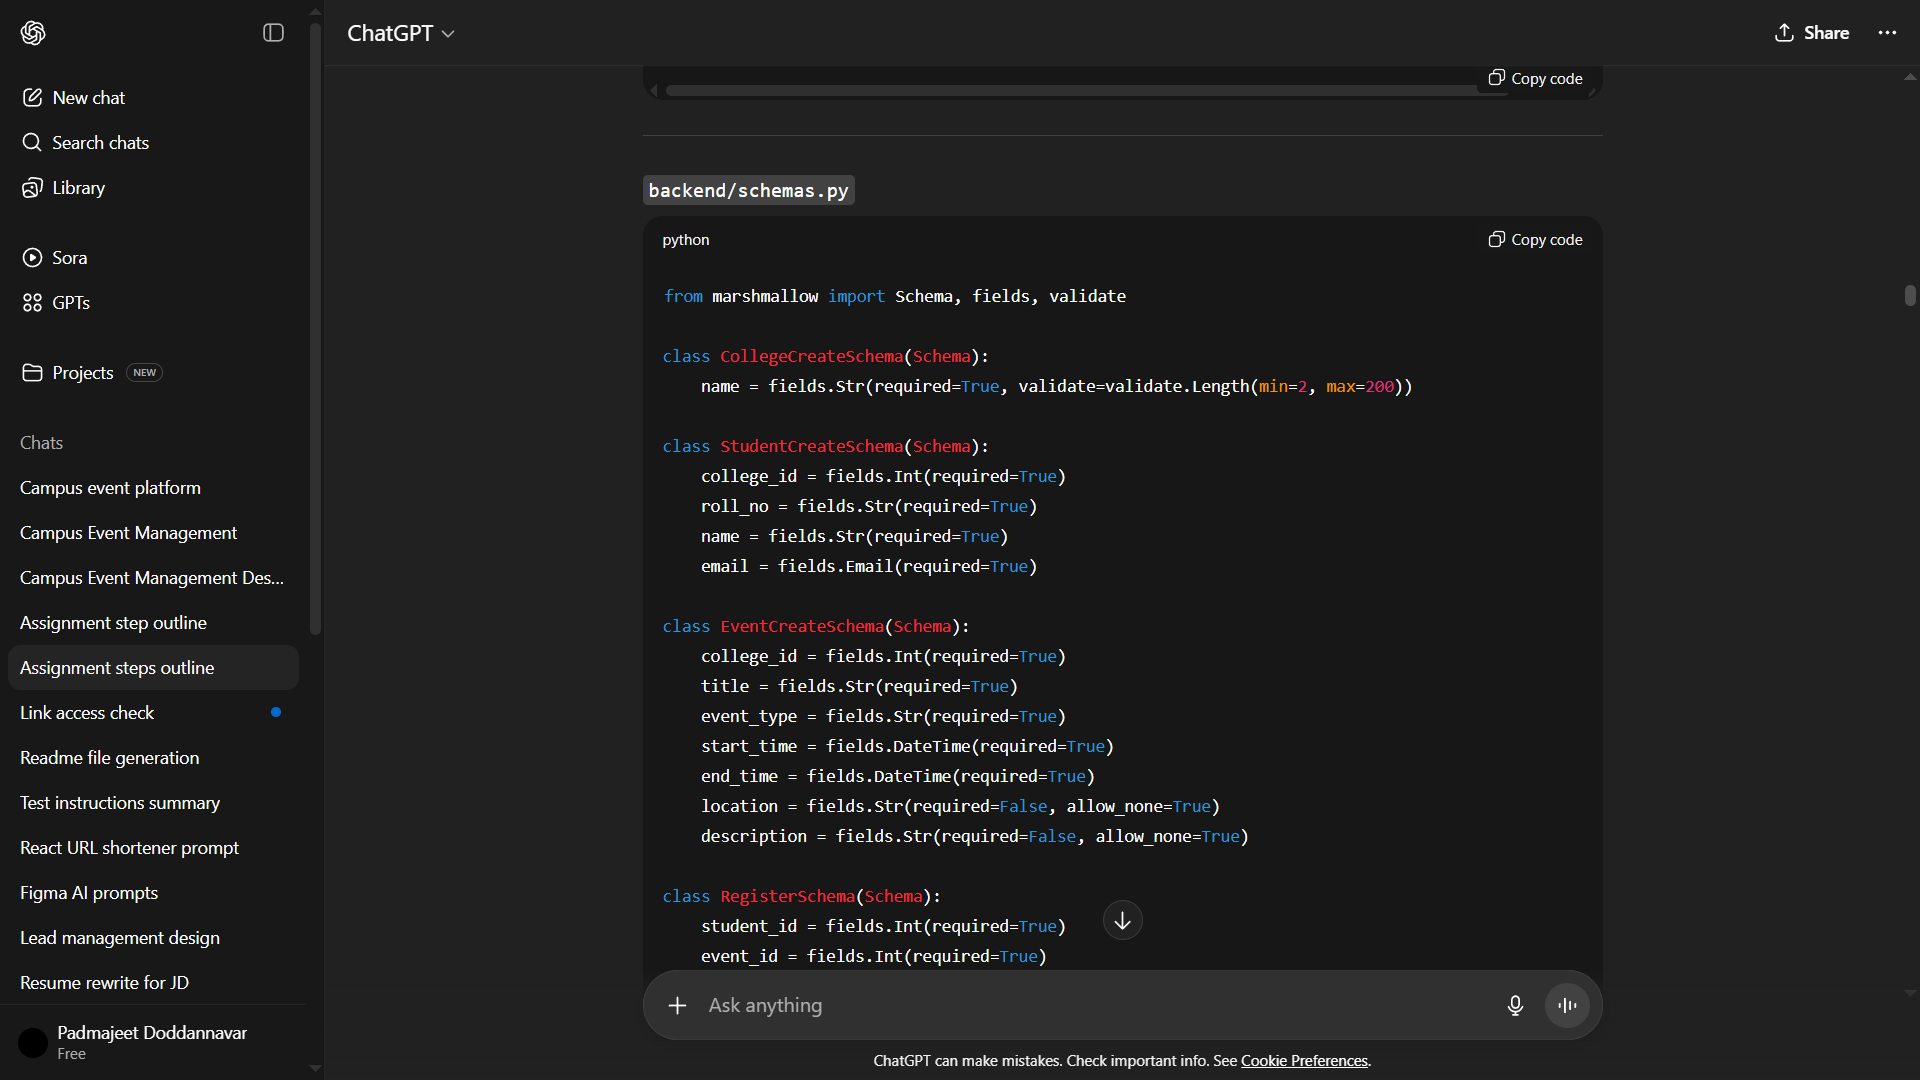 New chat
Search chats
Library
Sora
GPTs
Projects NEW
Chats
Campus event platform
Campus Event Management
Campus Event Management Des...
Assignment step outline
Assignment steps outline
Link access check
Readme file generation
Test instructions summary
React URL shortener prompt
Figma AI prompts
Lead management design
Resume rewrite for JD
Padmajeet Doddannavar
Free
ChatGPT
Share
Copy code
backend/schemas.py
python
Copy code
from marshmallow import Schema, fields, validate
class CollegeCreateSchema(Schema):
    name = fields.Str(required=True, validate=validate.Length(min=2, max=200))
class StudentCreateSchema(Schema):
    college_id = fields.Int(required=True)
    roll_no = fields.Str(required=True)
    name = fields.Str(required=True)
    email = fields.Email(required=True)
class EventCreateSchema(Schema):
    college_id = fields.Int(required=True)
    title = fields.Str(required=True)
    event_type = fields.Str(required=True)
    start_time = fields.DateTime(required=True)
    end_time = fields.DateTime(required=True)
    location = fields.Str(required=False, allow_none=True)
    description = fields.Str(required=False, allow_none=True)
class RegisterSchema(Schema):
    student_id = fields.Int(required=True)
    event_id = fields.Int(required=True)
Ask anything
ChatGPT can make mistakes. Check important info. See Cookie Preferences.